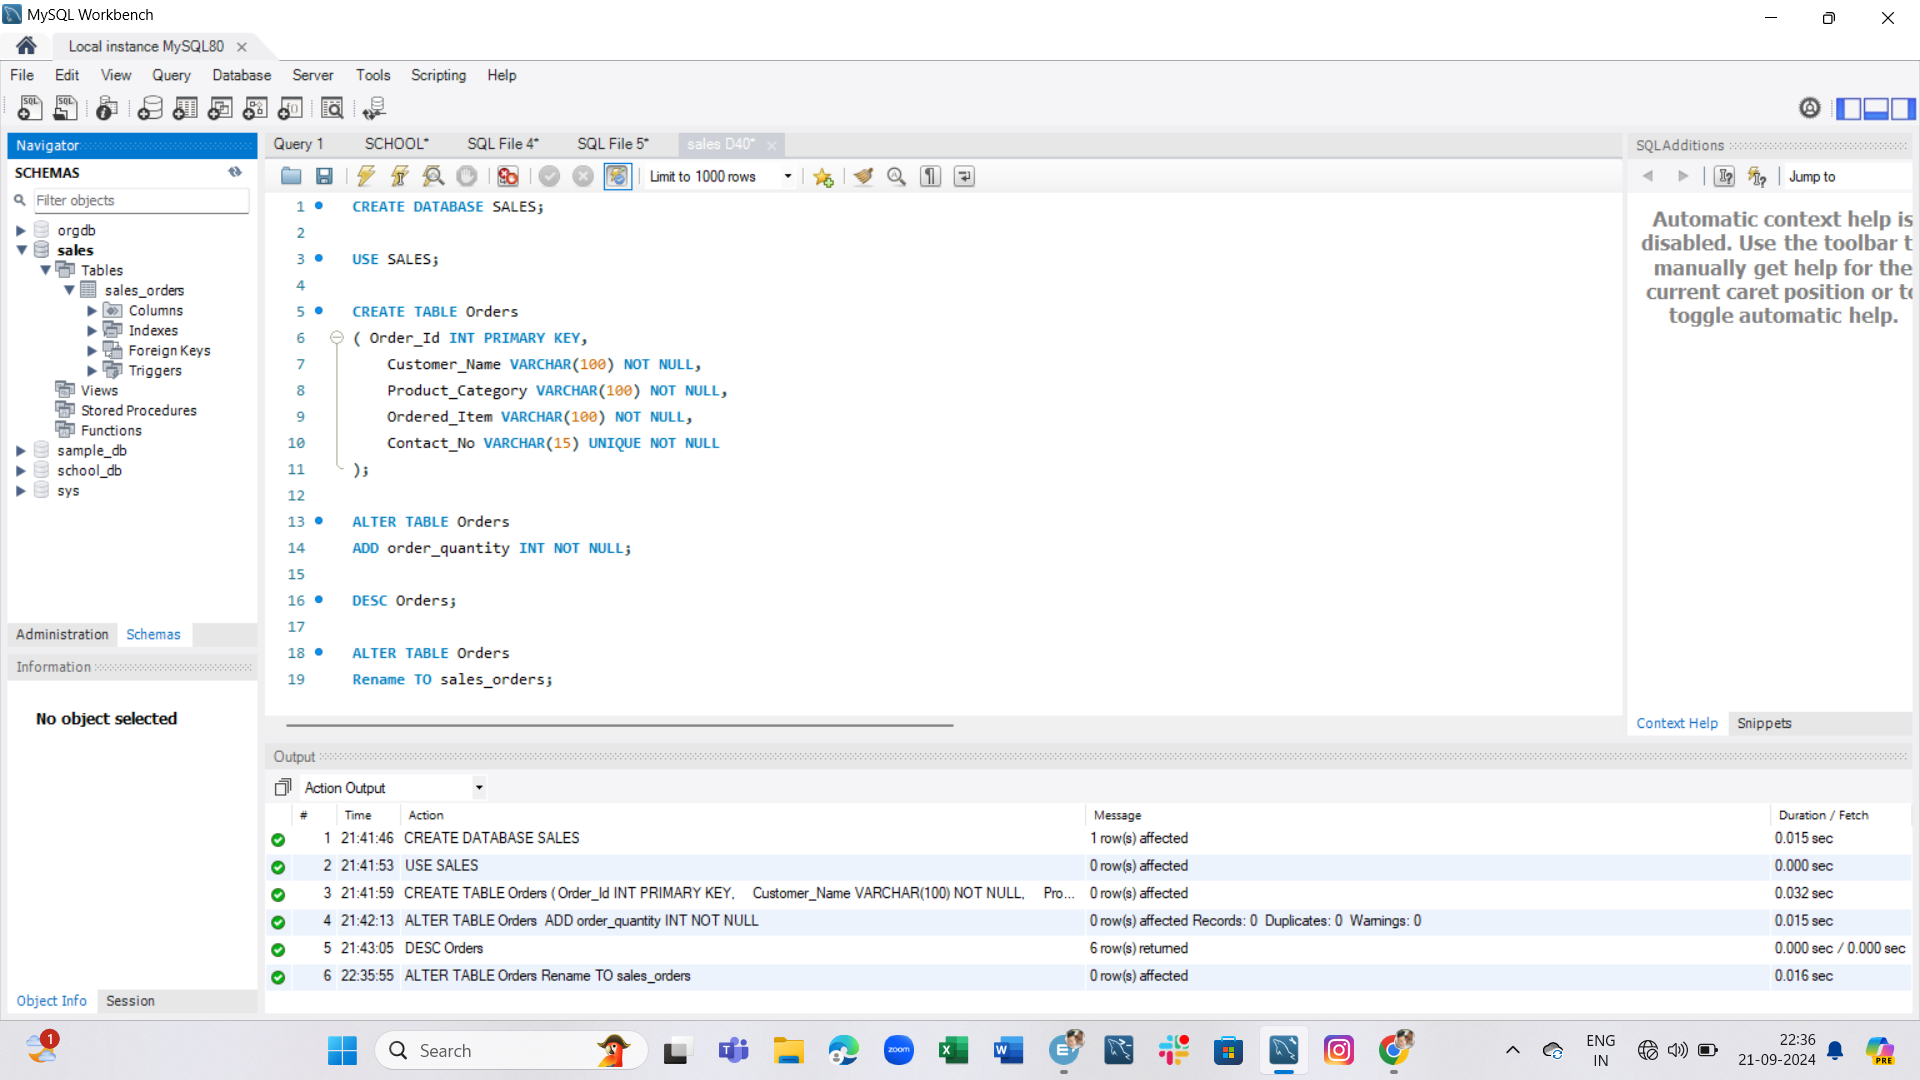 MySQL Workbench
Local instance MySQL80
File Edit View Query Database Server Tools Scripting Help
Navigator
SCHEMAS
Filter objects
orgdb
sales
Tables
sales_orders
Columns
Indexes
Foreign Keys
Triggers
Views
Stored Procedures
Functions
sample_db
school_db
sys
Administration Schemas
Information
No object selected
Object Info Session
Query 1 SCHOOL* SQL File 4* SQL File 5* sales D40*
Limit to 1000 rows
1 CREATE DATABASE SALES;
2
3 USE SALES;
4
5 CREATE TABLE Orders
6 ( Order_Id INT PRIMARY KEY,
7 Customer_Name VARCHAR(100) NOT NULL,
8 Product_Category VARCHAR(100) NOT NULL,
9 Ordered_Item VARCHAR(100) NOT NULL,
10 Contact_No VARCHAR(15) UNIQUE NOT NULL
11 );
12
13 ALTER TABLE Orders
14 ADD order_quantity INT NOT NULL;
15
16 DESC Orders;
17
18 ALTER TABLE Orders
19 Rename TO sales_orders;
SQLAdditions
Jump to
Automatic context help is
disabled. Use the toolbar t
manually get help for the
current caret position or to
toggle automatic help.
Context Help Snippets
Output
Action Output
# Time Action Message Duration / Fetch
1 21:41:46 CREATE DATABASE SALES 1 row(s) affected 0.015 sec
2 21:41:53 USE SALES 0 row(s) affected 0.000 sec
3 21:41:59 CREATE TABLE Orders ( Order_Id INT PRIMARY KEY, Customer_Name VARCHAR(100) NOT NULL, Pro... 0 row(s) affected 0.032 sec
4 21:42:13 ALTER TABLE Orders ADD order_quantity INT NOT NULL 0 row(s) affected Records: 0 Duplicates: 0 Warnings: 0 0.015 sec
5 21:43:05 DESC Orders 6 row(s) returned 0.000 sec / 0.000 sec
6 22:35:55 ALTER TABLE Orders Rename TO sales_orders 0 row(s) affected 0.016 sec
1
Search
zoom
PRE
ENG
IN
22:36
21-09-2024